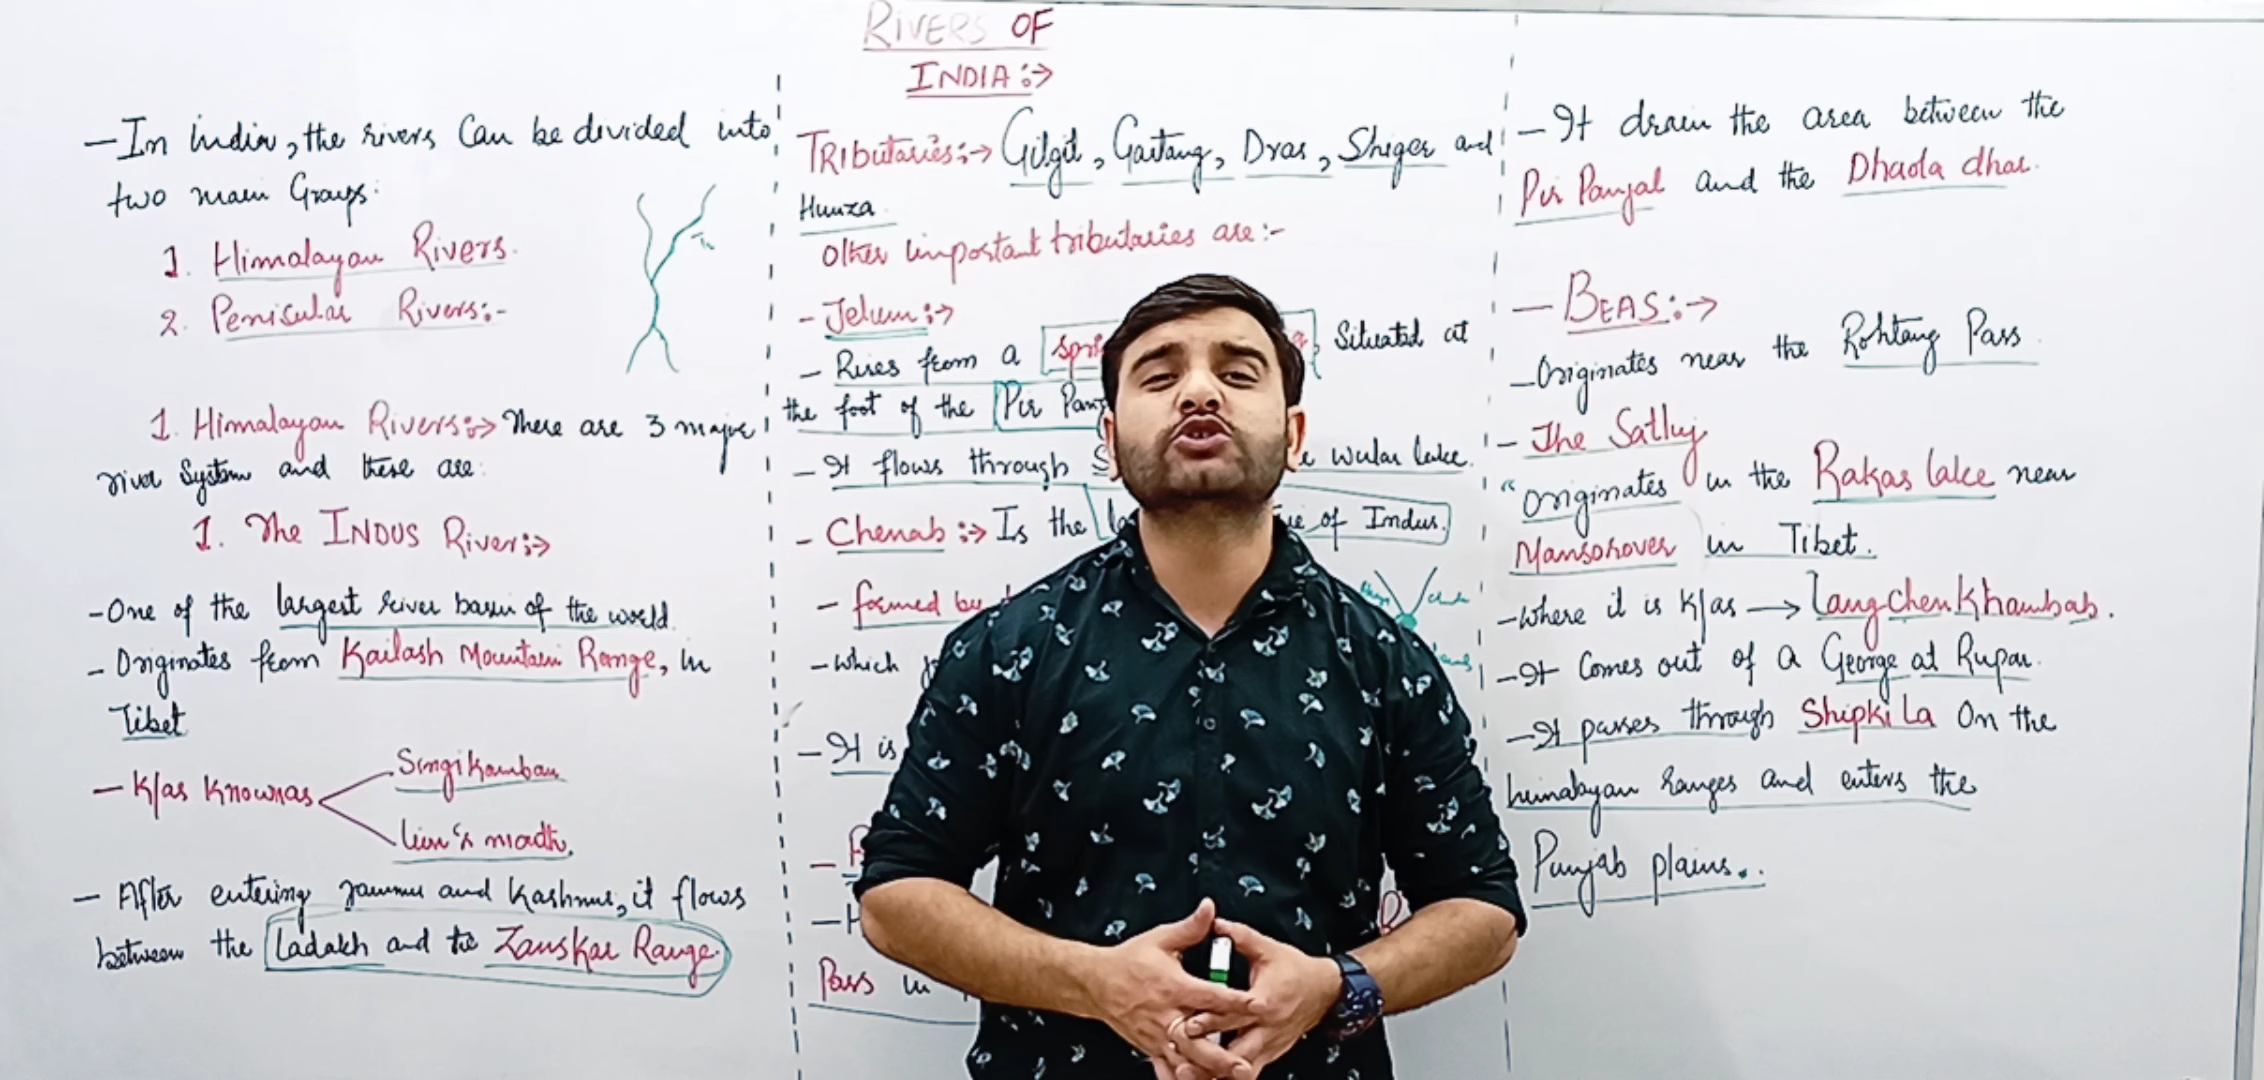 RIVERS OF
INDIA:→
- In india, the rivers Can be divided into
two main Groups:
1. Himalayan Rivers.
2. Penisular Rivers:-
1. Himalayan Rivers:→ There are 3 major
river System and these are:
1. The INDUS River:→
- One of the largest river basin of the world.
- Originates from Kailash Mountain Range, in
Tibet
- K/as Knownas
Singi Kamban
Lion's mouth.
- After entering Jammu and Kashmir, it flows
between the Ladakh and the Zanskar Range.
TRIbutaries:→ Gilgit, Gartang, Dras, Shiger and
Hunza.
Other important tributaries are:-
- Jelum:→
- Rises from a Situated at
the foot of the Pir
- It flows through wular lake.
- Chenab:→ Is the of Indus.
- formed by
- which
- It is
Pass in
- It drain the area between the
Pir Panjal and the Dhaola dhar.
- BEAS:→
- Originates near the Rohtang Pass.
- The Satluj
"Originates in the Rakas lake near
Mansorover in Tibet.
- Where it is K/as → Langchen Khambab.
- It Comes out of a George at Rupar.
- It passes through Shipki La On the
himalayan ranges and enters the
Punjab plains..